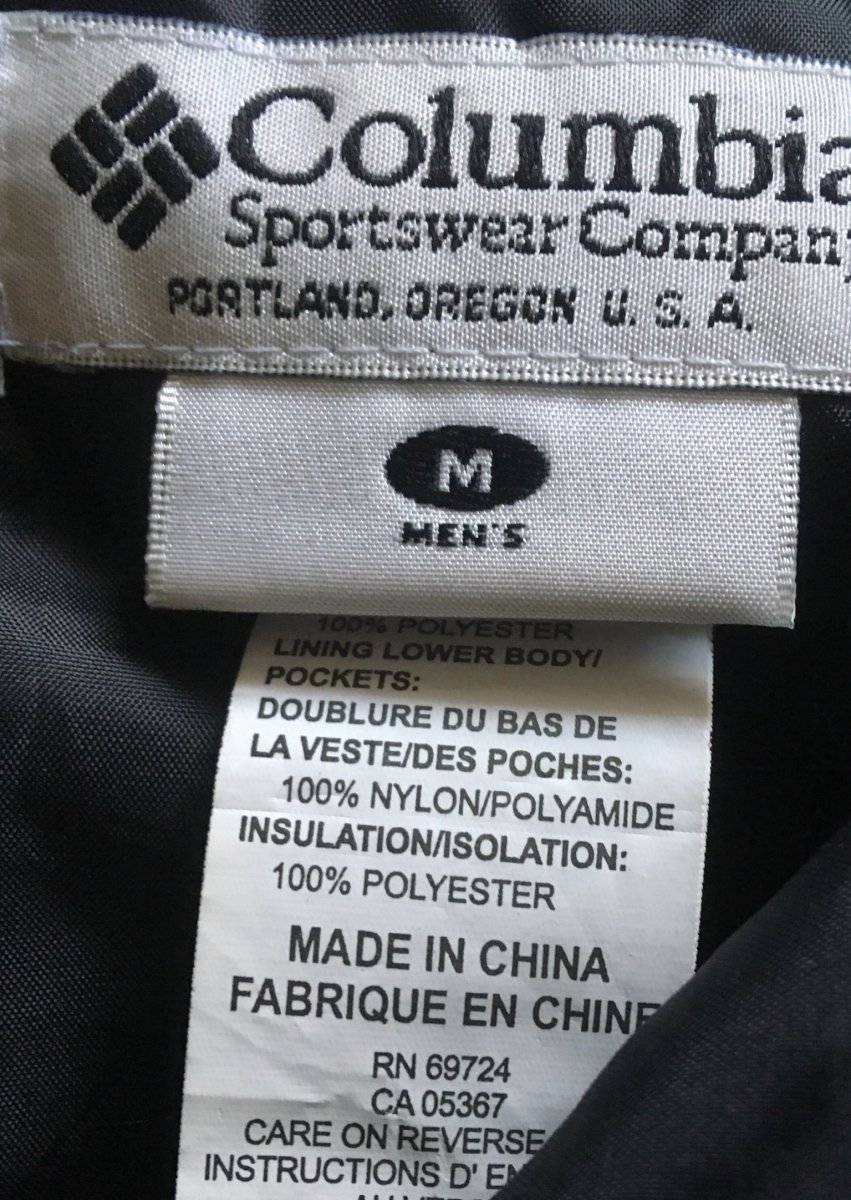 Columbia
Sportswear Company
PORTLAND, OREGON U. S. A.
M
MEN'S
100% POLYESTER
LINING LOWER BODY/
POCKETS:
DOUBLURE DU BAS DE
LA VESTE/DES POCHES:
100% NYLON/POLYAMIDE
INSULATION/ISOLATION:
100% POLYESTER
MADE IN CHINA
FABRIQUE EN CHINE
RN 69724
CA 05367
CARE ON REVERSE
INSTRUCTIONS D'